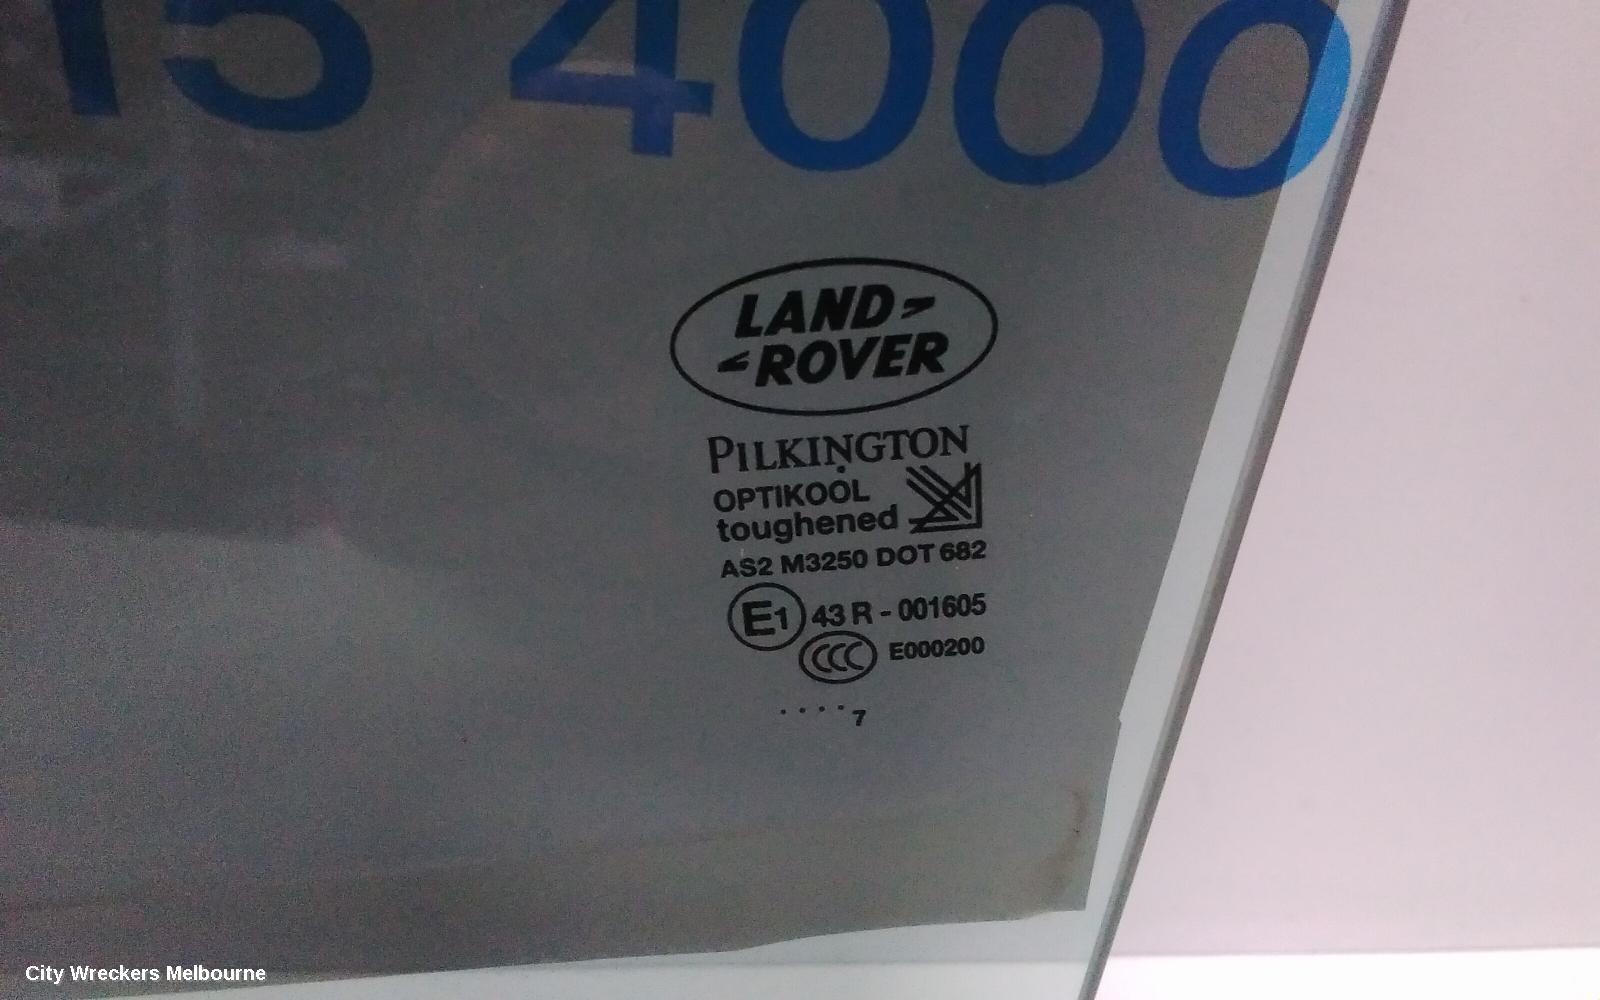 15 4000
LAND
ROVER
PILKINGTON
OPTIKOOL
toughened
AS2 M3250 DOT 682
E1 43 R - 001605
CCC E000200
. . . . 7
City Wreckers Melbourne